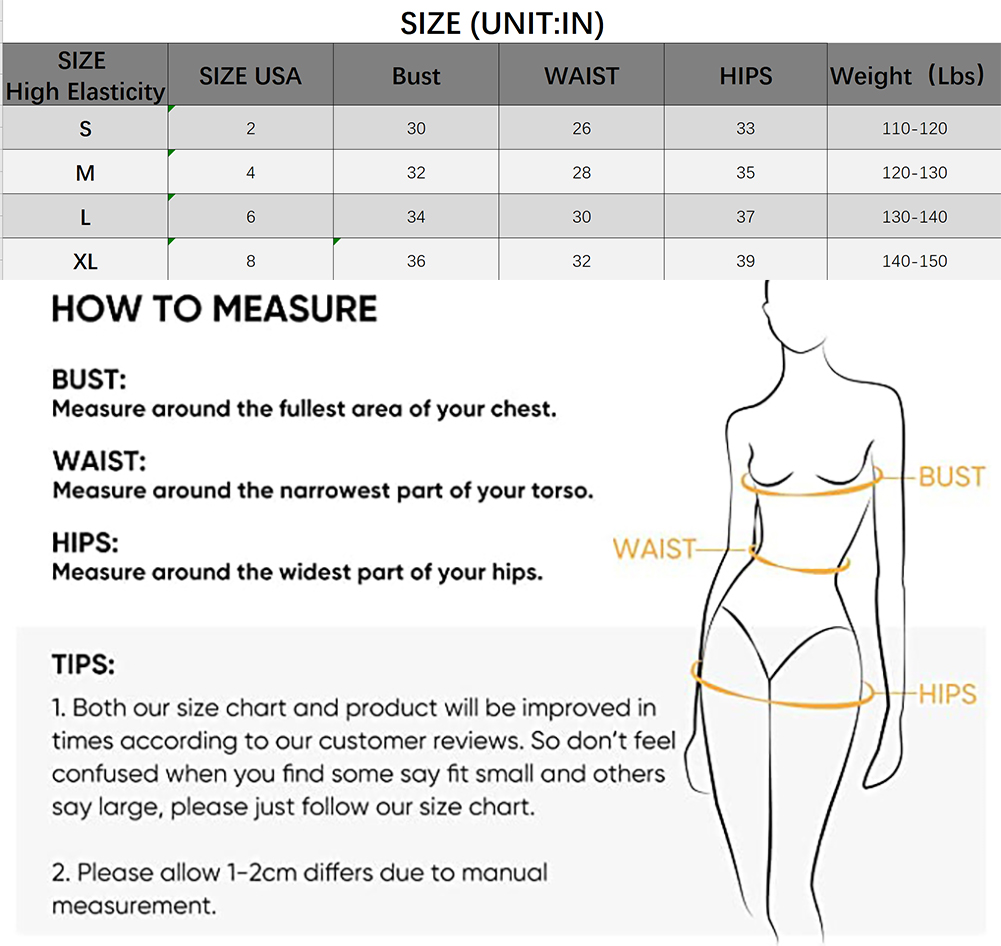 SIZE (UNIT:IN)
SIZE
High Elasticity
SIZE USA
Bust
WAIST
HIPS
Weight（Lbs）
S 2 30 26 33 110-120
M 4 32 28 35 120-130
L 6 34 30 37 130-140
XL 8 36 32 39 140-150
HOW TO MEASURE
BUST:
Measure around the fullest area of your chest.
WAIST:
Measure around the narrowest part of your torso.
HIPS:
Measure around the widest part of your hips.
BUST
WAIST
HIPS
TIPS:
1. Both our size chart and product will be improved in
times according to our customer reviews. So don't feel
confused when you find some say fit small and others
say large, please just follow our size chart.
2. Please allow 1-2cm differs due to manual
measurement.